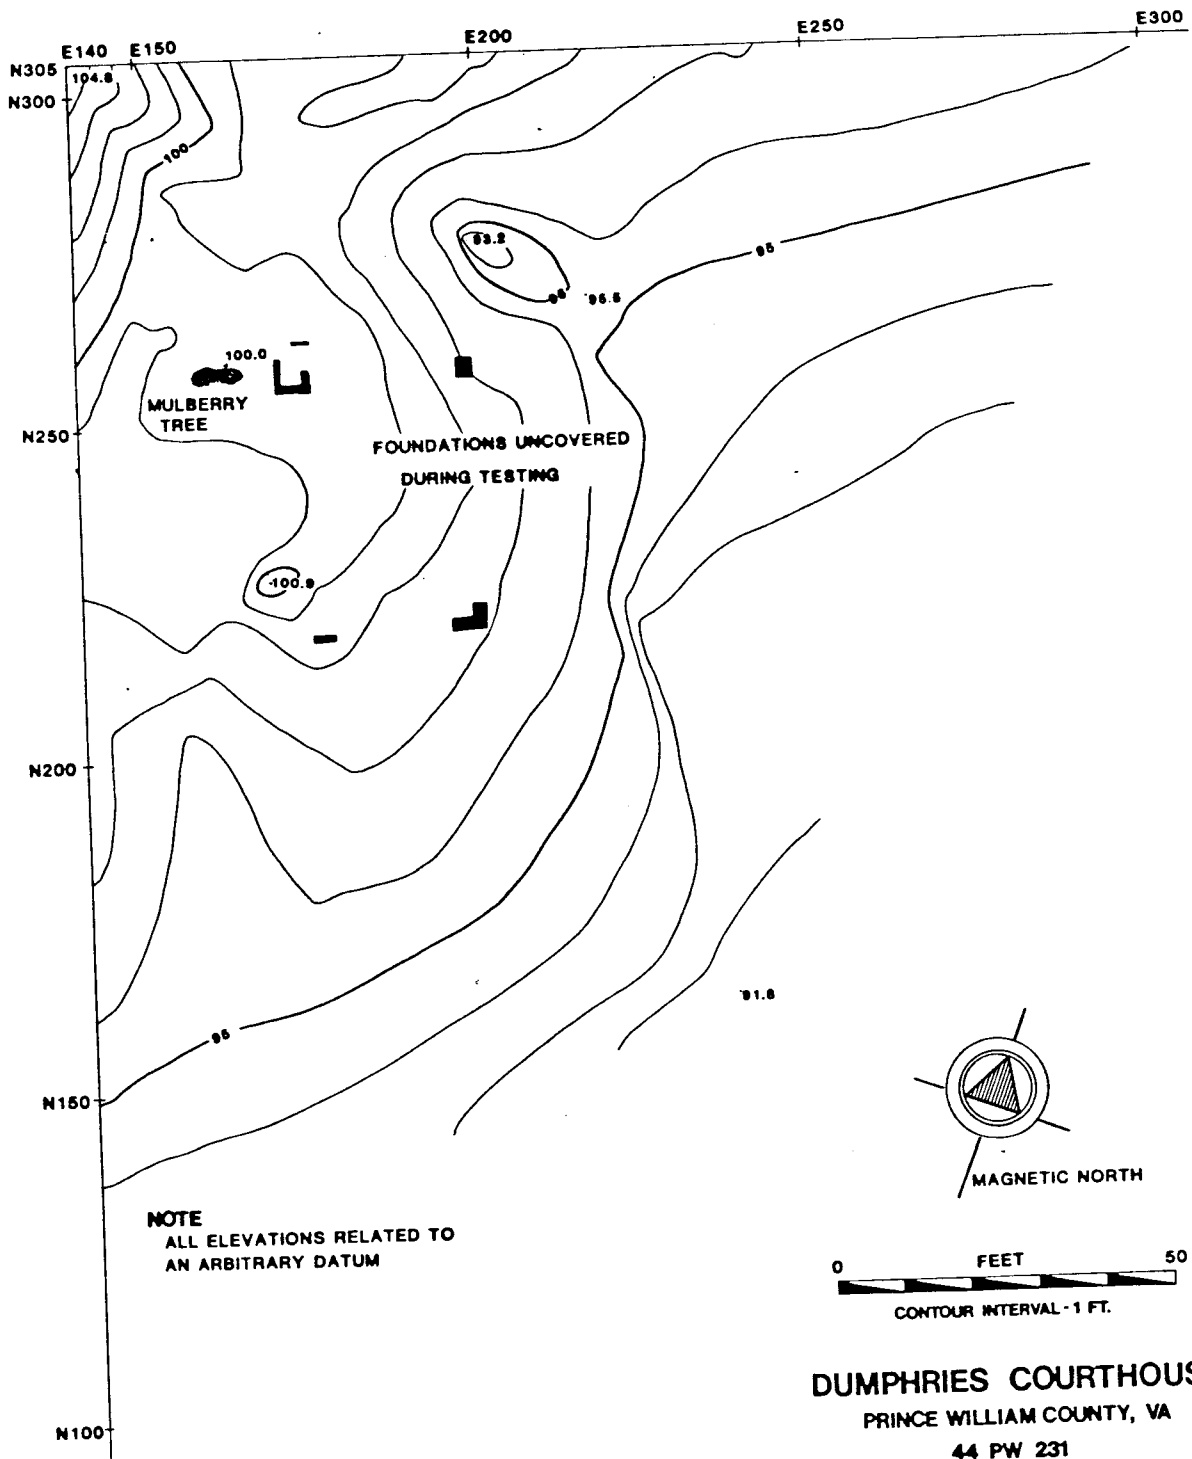 E140 E150 E200 E250 E300
N305
104.8
N300
100
93.2
95
95
95.5
100.0
MULBERRY
TREE
N250
FOUNDATIONS UNCOVERED
DURING TESTING
100.9
N200
91.8
95
N150
MAGNETIC NORTH
NOTE
ALL ELEVATIONS RELATED TO
AN ARBITRARY DATUM
0 FEET 50
CONTOUR INTERVAL - 1 FT.
DUMPHRIES COURTHOUS
PRINCE WILLIAM COUNTY, VA
N100
44 PW 231